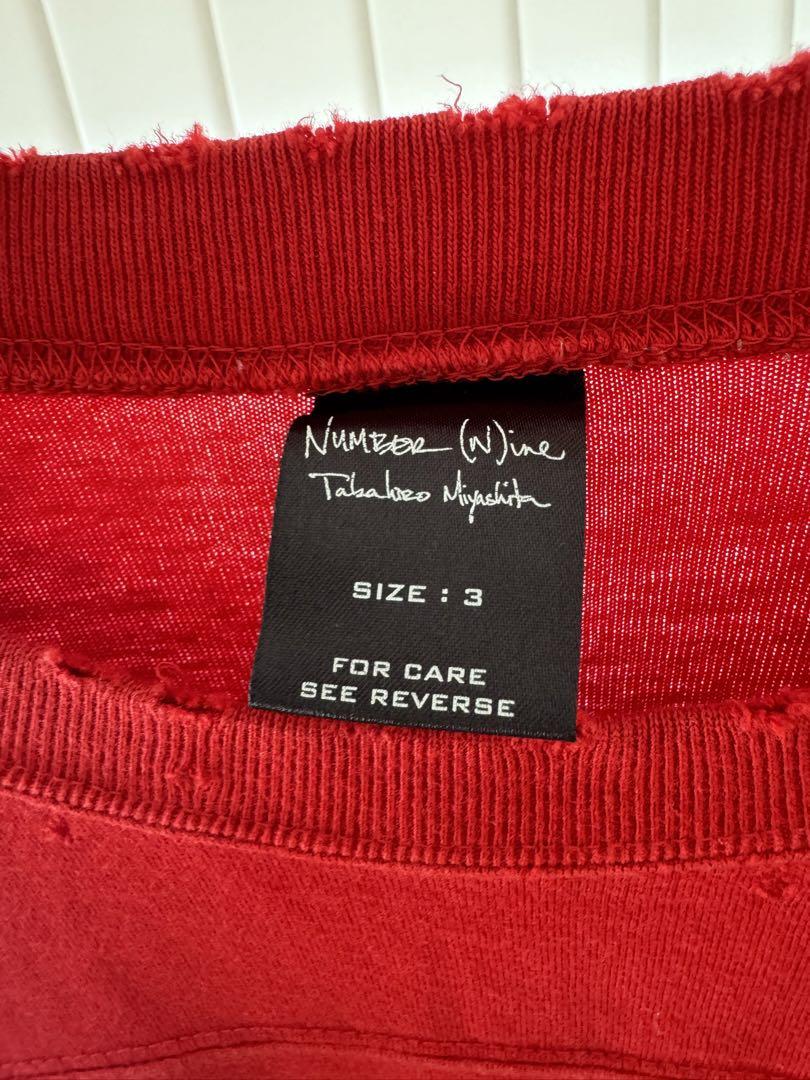 NUMBER (N)ine
Takahiro Miyashita
SIZE : 3
FOR CARE
SEE REVERSE